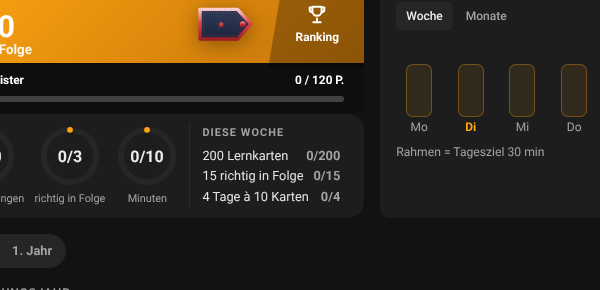 0
Folge
Ranking
ister
0 / 120 P.
0/3
0/10
ngen
richtig in Folge
Minuten
DIESE WOCHE
200 Lernkarten 0/200
15 richtig in Folge 0/15
4 Tage à 10 Karten 0/4
1. Jahr
Woche
Monate
Mo
Di
Mi
Do
Rahmen = Tagesziel 30 min